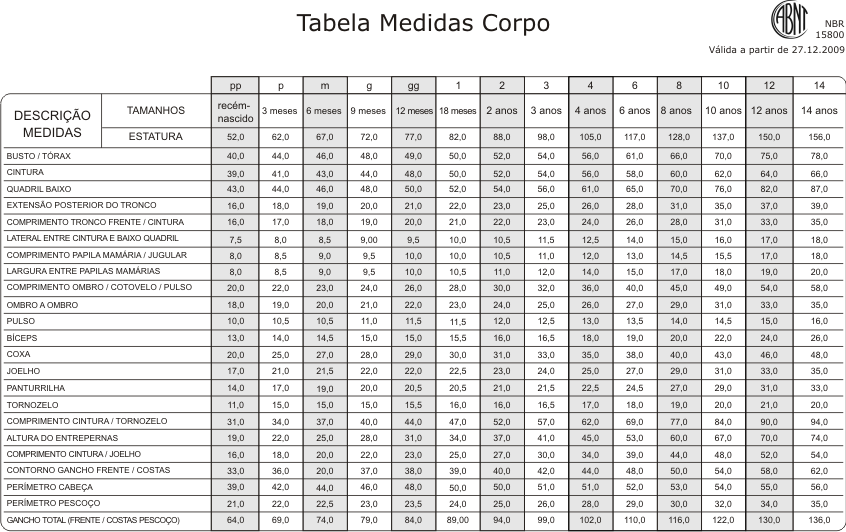 Tabela Medidas Corpo
ABNT
NBR
15800
Válida a partir de 27.12.2009
pp p m g gg 1 2 3 4 6 8 10 12 14
DESCRIÇÃO MEDIDAS
TAMANHOS recém-nascido 3 meses 6 meses 9 meses 12 meses 18 meses 2 anos 3 anos 4 anos 6 anos 8 anos 10 anos 12 anos 14 anos
ESTATURA 52,0 62,0 67,0 72,0 77,0 82,0 88,0 98,0 105,0 117,0 128,0 137,0 150,0 156,0
BUSTO / TÓRAX 40,0 44,0 46,0 48,0 49,0 50,0 52,0 54,0 56,0 61,0 66,0 70,0 75,0 78,0
CINTURA 39,0 41,0 43,0 44,0 48,0 50,0 52,0 54,0 56,0 58,0 60,0 62,0 64,0 66,0
QUADRIL BAIXO 43,0 44,0 46,0 48,0 50,0 52,0 54,0 56,0 61,0 65,0 70,0 76,0 82,0 87,0
EXTENSÃO POSTERIOR DO TRONCO 16,0 18,0 19,0 20,0 21,0 22,0 23,0 25,0 26,0 28,0 31,0 35,0 37,0 39,0
COMPRIMENTO TRONCO FRENTE / CINTURA 16,0 17,0 18,0 19,0 20,0 21,0 22,0 23,0 24,0 26,0 28,0 31,0 33,0 35,0
LATERAL ENTRE CINTURA E BAIXO QUADRIL 7,5 8,0 8,5 9,00 9,5 10,0 10,5 11,5 12,5 14,0 15,0 16,0 17,0 18,0
COMPRIMENTO PAPILA MAMÁRIA / JUGULAR 8,0 8,5 9,0 9,5 10,0 10,0 10,5 11,0 12,0 13,0 14,5 15,5 17,0 18,0
LARGURA ENTRE PAPILAS MAMÁRIAS 8,0 8,5 9,0 9,5 10,0 10,5 11,0 12,0 14,0 15,0 17,0 18,0 19,0 20,0
COMPRIMENTO OMBRO / COTOVELO / PULSO 20,0 22,0 23,0 24,0 26,0 28,0 30,0 32,0 36,0 40,0 45,0 49,0 54,0 58,0
OMBRO A OMBRO 18,0 19,0 20,0 21,0 22,0 23,0 24,0 25,0 26,0 27,0 29,0 31,0 33,0 35,0
PULSO 10,0 10,5 10,5 11,0 11,5 11,5 12,0 12,5 13,0 13,5 14,0 14,5 15,0 16,0
BÍCEPS 13,0 14,0 14,5 15,0 15,0 15,5 16,0 16,5 18,0 19,0 20,0 22,0 24,0 26,0
COXA 20,0 25,0 27,0 28,0 29,0 30,0 31,0 33,0 35,0 38,0 40,0 43,0 46,0 48,0
JOELHO 17,0 21,0 21,5 22,0 22,0 22,5 23,0 24,0 25,0 27,0 29,0 31,0 33,0 35,0
PANTURRILHA 14,0 17,0 19,0 20,0 20,5 20,5 21,0 21,5 22,5 24,5 27,0 29,0 31,0 33,0
TORNOZELO 11,0 15,0 15,0 15,0 15,5 16,0 16,0 16,5 17,0 18,0 19,0 20,0 21,0 20,0
COMPRIMENTO CINTURA / TORNOZELO 31,0 34,0 37,0 40,0 44,0 47,0 52,0 57,0 62,0 69,0 77,0 84,0 90,0 94,0
ALTURA DO ENTREPERNAS 19,0 22,0 25,0 28,0 31,0 34,0 37,0 41,0 45,0 53,0 60,0 67,0 70,0 74,0
COMPRIMENTO CINTURA / JOELHO 16,0 18,0 20,0 22,0 23,0 25,0 27,0 30,0 34,0 39,0 44,0 48,0 52,0 54,0
CONTORNO GANCHO FRENTE / COSTAS 33,0 36,0 20,0 37,0 38,0 39,0 40,0 42,0 44,0 48,0 50,0 54,0 58,0 62,0
PERÍMETRO CABEÇA 39,0 42,0 44,0 46,0 48,0 50,0 50,0 51,0 51,0 52,0 53,0 54,0 55,0 56,0
PERÍMETRO PESCOÇO 21,0 22,0 22,5 23,0 23,5 24,0 25,0 26,0 28,0 29,0 30,0 32,0 34,0 35,0
GANCHO TOTAL (FRENTE / COSTAS PESCOÇO) 64,0 69,0 74,0 79,0 84,0 89,00 94,0 99,0 102,0 110,0 116,0 122,0 130,0 136,0